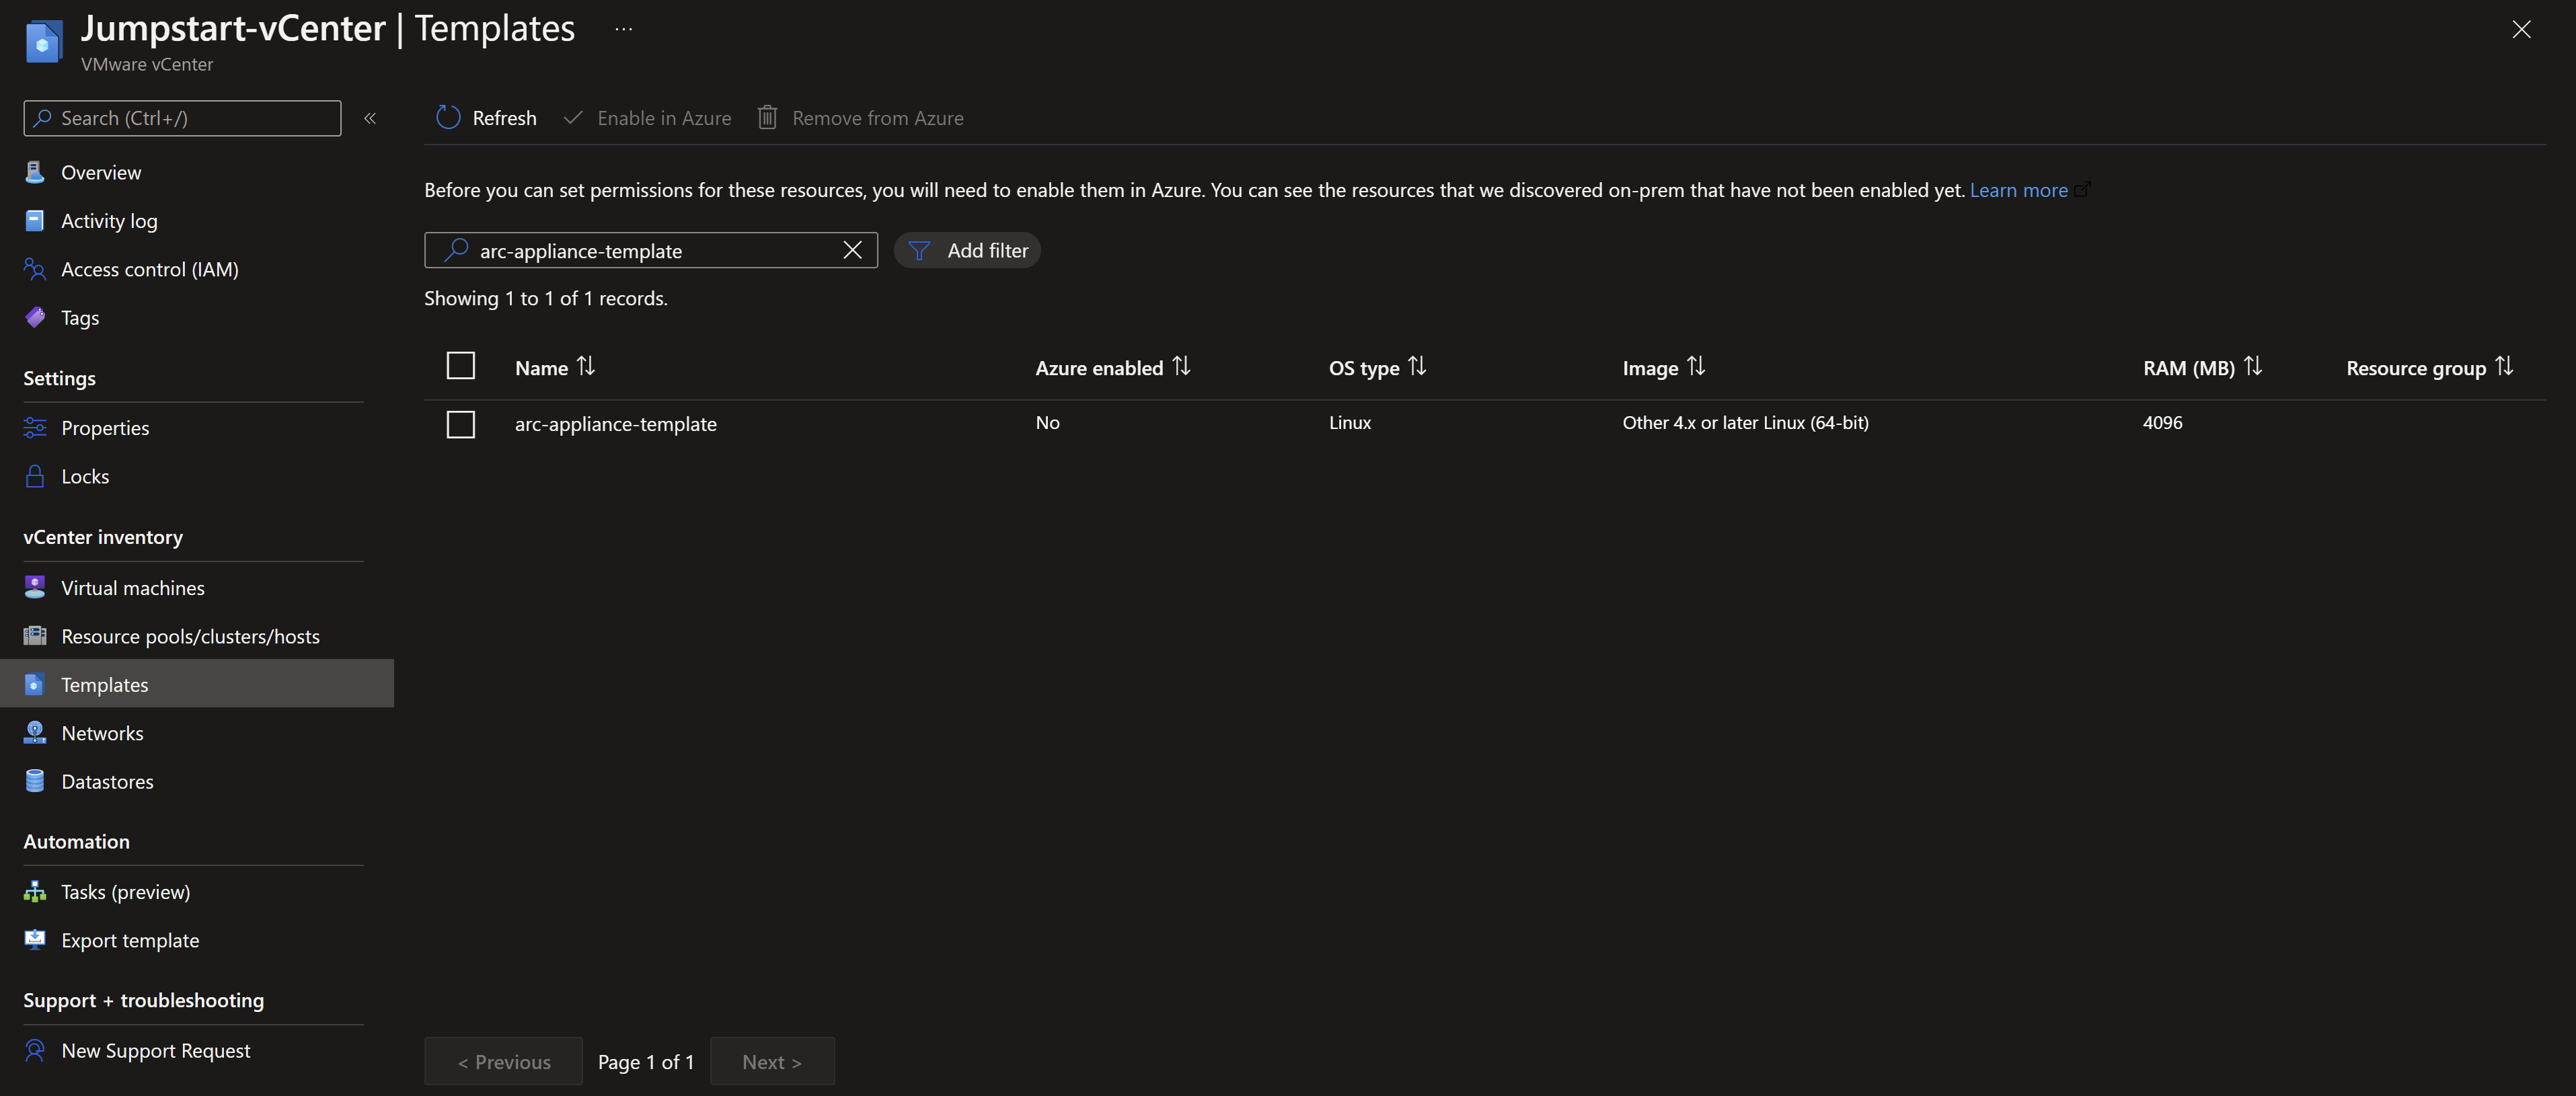 Jumpstart-vCenter | Templates ...
VMware vCenter
Search (Ctrl+/)
«
Overview
Activity log
Access control (IAM)
Tags
Settings
Properties
Locks
vCenter inventory
Virtual machines
Resource pools/clusters/hosts
Templates
Networks
Datastores
Automation
Tasks (preview)
Export template
Support + troubleshooting
New Support Request
Refresh Enable in Azure Remove from Azure
Before you can set permissions for these resources, you will need to enable them in Azure. You can see the resources that we discovered on-prem that have not been enabled yet. Learn more
arc-appliance-template Add filter
Showing 1 to 1 of 1 records.
Name Azure enabled OS type Image RAM (MB) Resource group
arc-appliance-template No Linux Other 4.x or later Linux (64-bit) 4096
< Previous Page 1 of 1 Next >